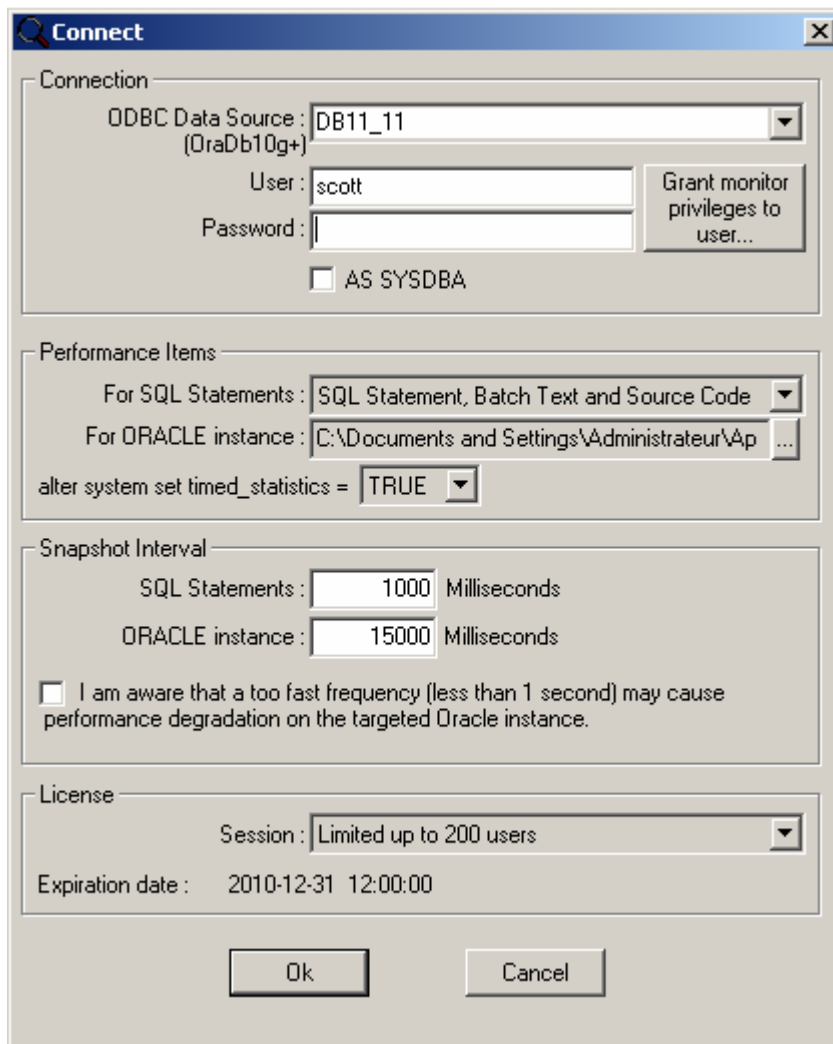 Connect
Connection
ODBC Data Source : DB11_11
(OraDb10g+)
User : scott
Grant monitor privileges to user...
Password :
AS SYSDBA
Performance Items
For SQL Statements : SQL Statement, Batch Text and Source Code
For ORACLE instance : C:\Documents and Settings\Administrateur\Ap ...
alter system set timed_statistics = TRUE
Snapshot Interval
SQL Statements : 1000 Milliseconds
ORACLE instance : 15000 Milliseconds
I am aware that a too fast frequency (less than 1 second) may cause
performance degradation on the targeted Oracle instance.
License
Session : Limited up to 200 users
Expiration date : 2010-12-31 12:00:00
Ok Cancel